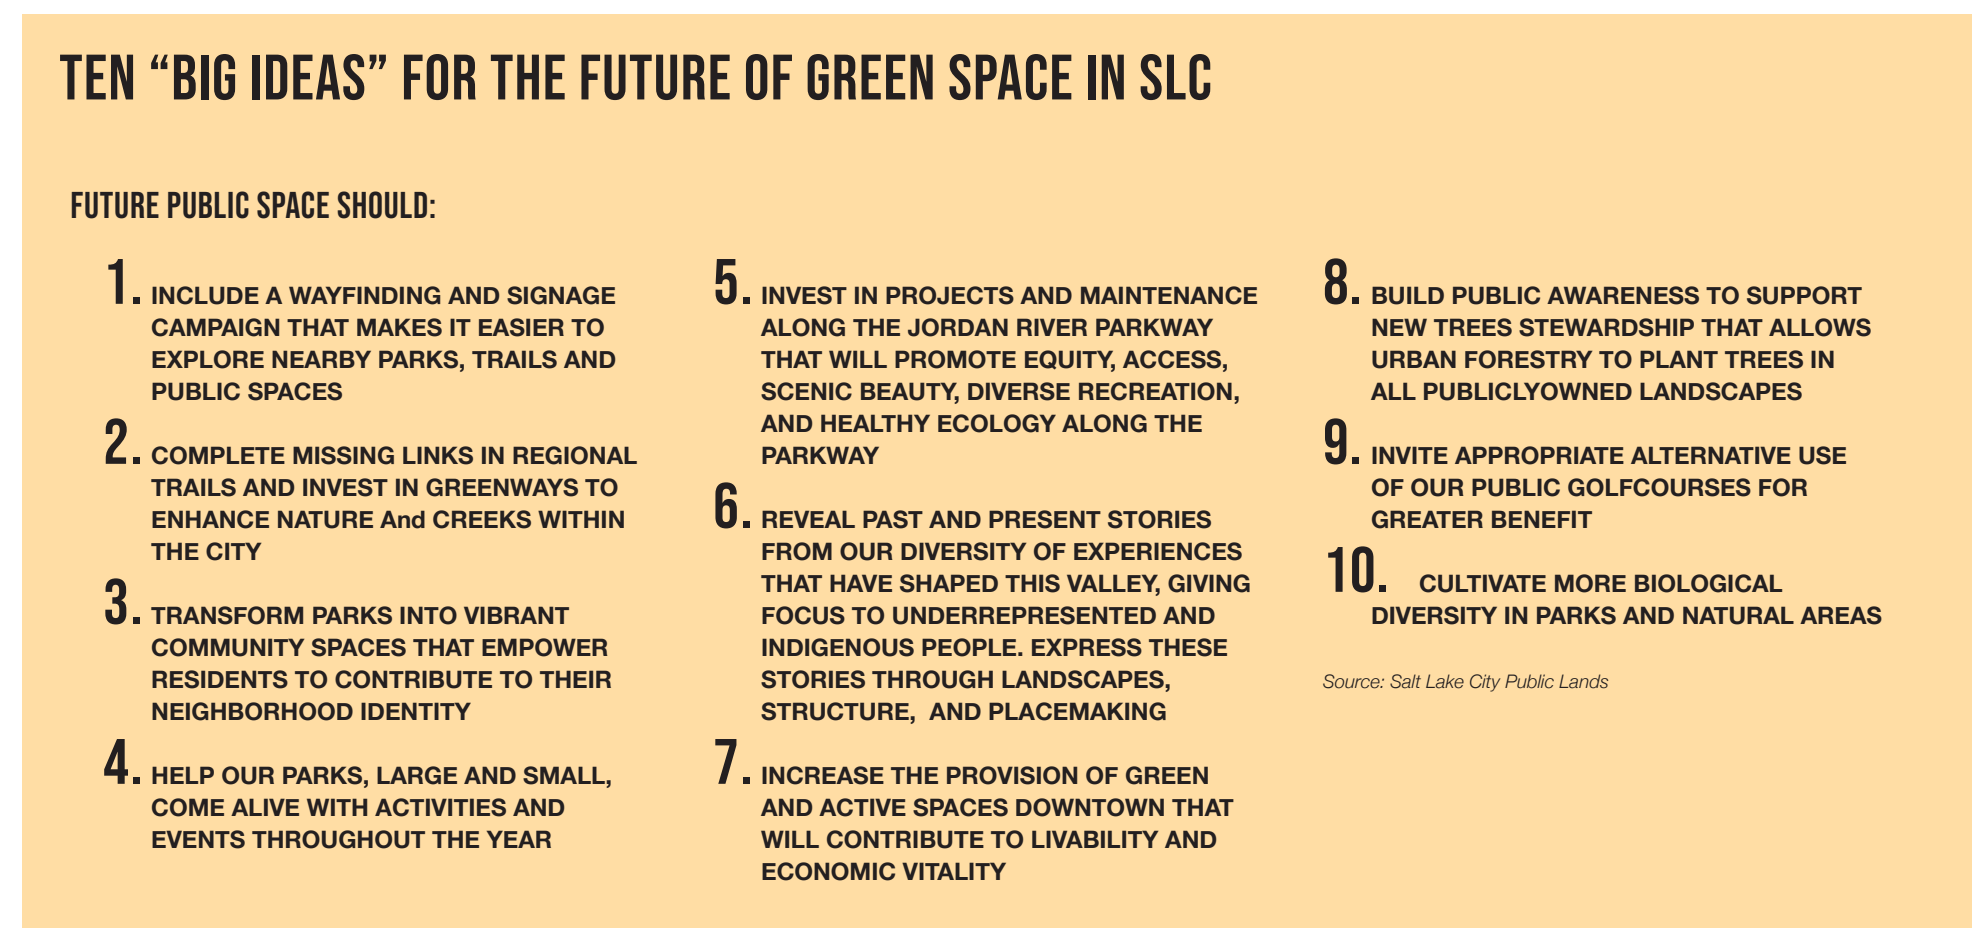 TEN “BIG IDEAS” FOR THE FUTURE OF GREEN SPACE IN SLC
FUTURE PUBLIC SPACE SHOULD:
1. INCLUDE A WAYFINDING AND SIGNAGE
CAMPAIGN THAT MAKES IT EASIER TO
EXPLORE NEARBY PARKS, TRAILS AND
PUBLIC SPACES
2. COMPLETE MISSING LINKS IN REGIONAL
TRAILS AND INVEST IN GREENWAYS TO
ENHANCE NATURE And CREEKS WITHIN
THE CITY
3. TRANSFORM PARKS INTO VIBRANT
COMMUNITY SPACES THAT EMPOWER
RESIDENTS TO CONTRIBUTE TO THEIR
NEIGHBORHOOD IDENTITY
4. HELP OUR PARKS, LARGE AND SMALL,
COME ALIVE WITH ACTIVITIES AND
EVENTS THROUGHOUT THE YEAR
5. INVEST IN PROJECTS AND MAINTENANCE
ALONG THE JORDAN RIVER PARKWAY
THAT WILL PROMOTE EQUITY, ACCESS,
SCENIC BEAUTY, DIVERSE RECREATION,
AND HEALTHY ECOLOGY ALONG THE
PARKWAY
6. REVEAL PAST AND PRESENT STORIES
FROM OUR DIVERSITY OF EXPERIENCES
THAT HAVE SHAPED THIS VALLEY, GIVING
FOCUS TO UNDERREPRESENTED AND
INDIGENOUS PEOPLE. EXPRESS THESE
STORIES THROUGH LANDSCAPES,
STRUCTURE, AND PLACEMAKING
7. INCREASE THE PROVISION OF GREEN
AND ACTIVE SPACES DOWNTOWN THAT
WILL CONTRIBUTE TO LIVABILITY AND
ECONOMIC VITALITY
8. BUILD PUBLIC AWARENESS TO SUPPORT
NEW TREES STEWARDSHIP THAT ALLOWS
URBAN FORESTRY TO PLANT TREES IN
ALL PUBLICLYOWNED LANDSCAPES
9. INVITE APPROPRIATE ALTERNATIVE USE
OF OUR PUBLIC GOLFCOURSES FOR
GREATER BENEFIT
10. CULTIVATE MORE BIOLOGICAL
DIVERSITY IN PARKS AND NATURAL AREAS
Source: Salt Lake City Public Lands